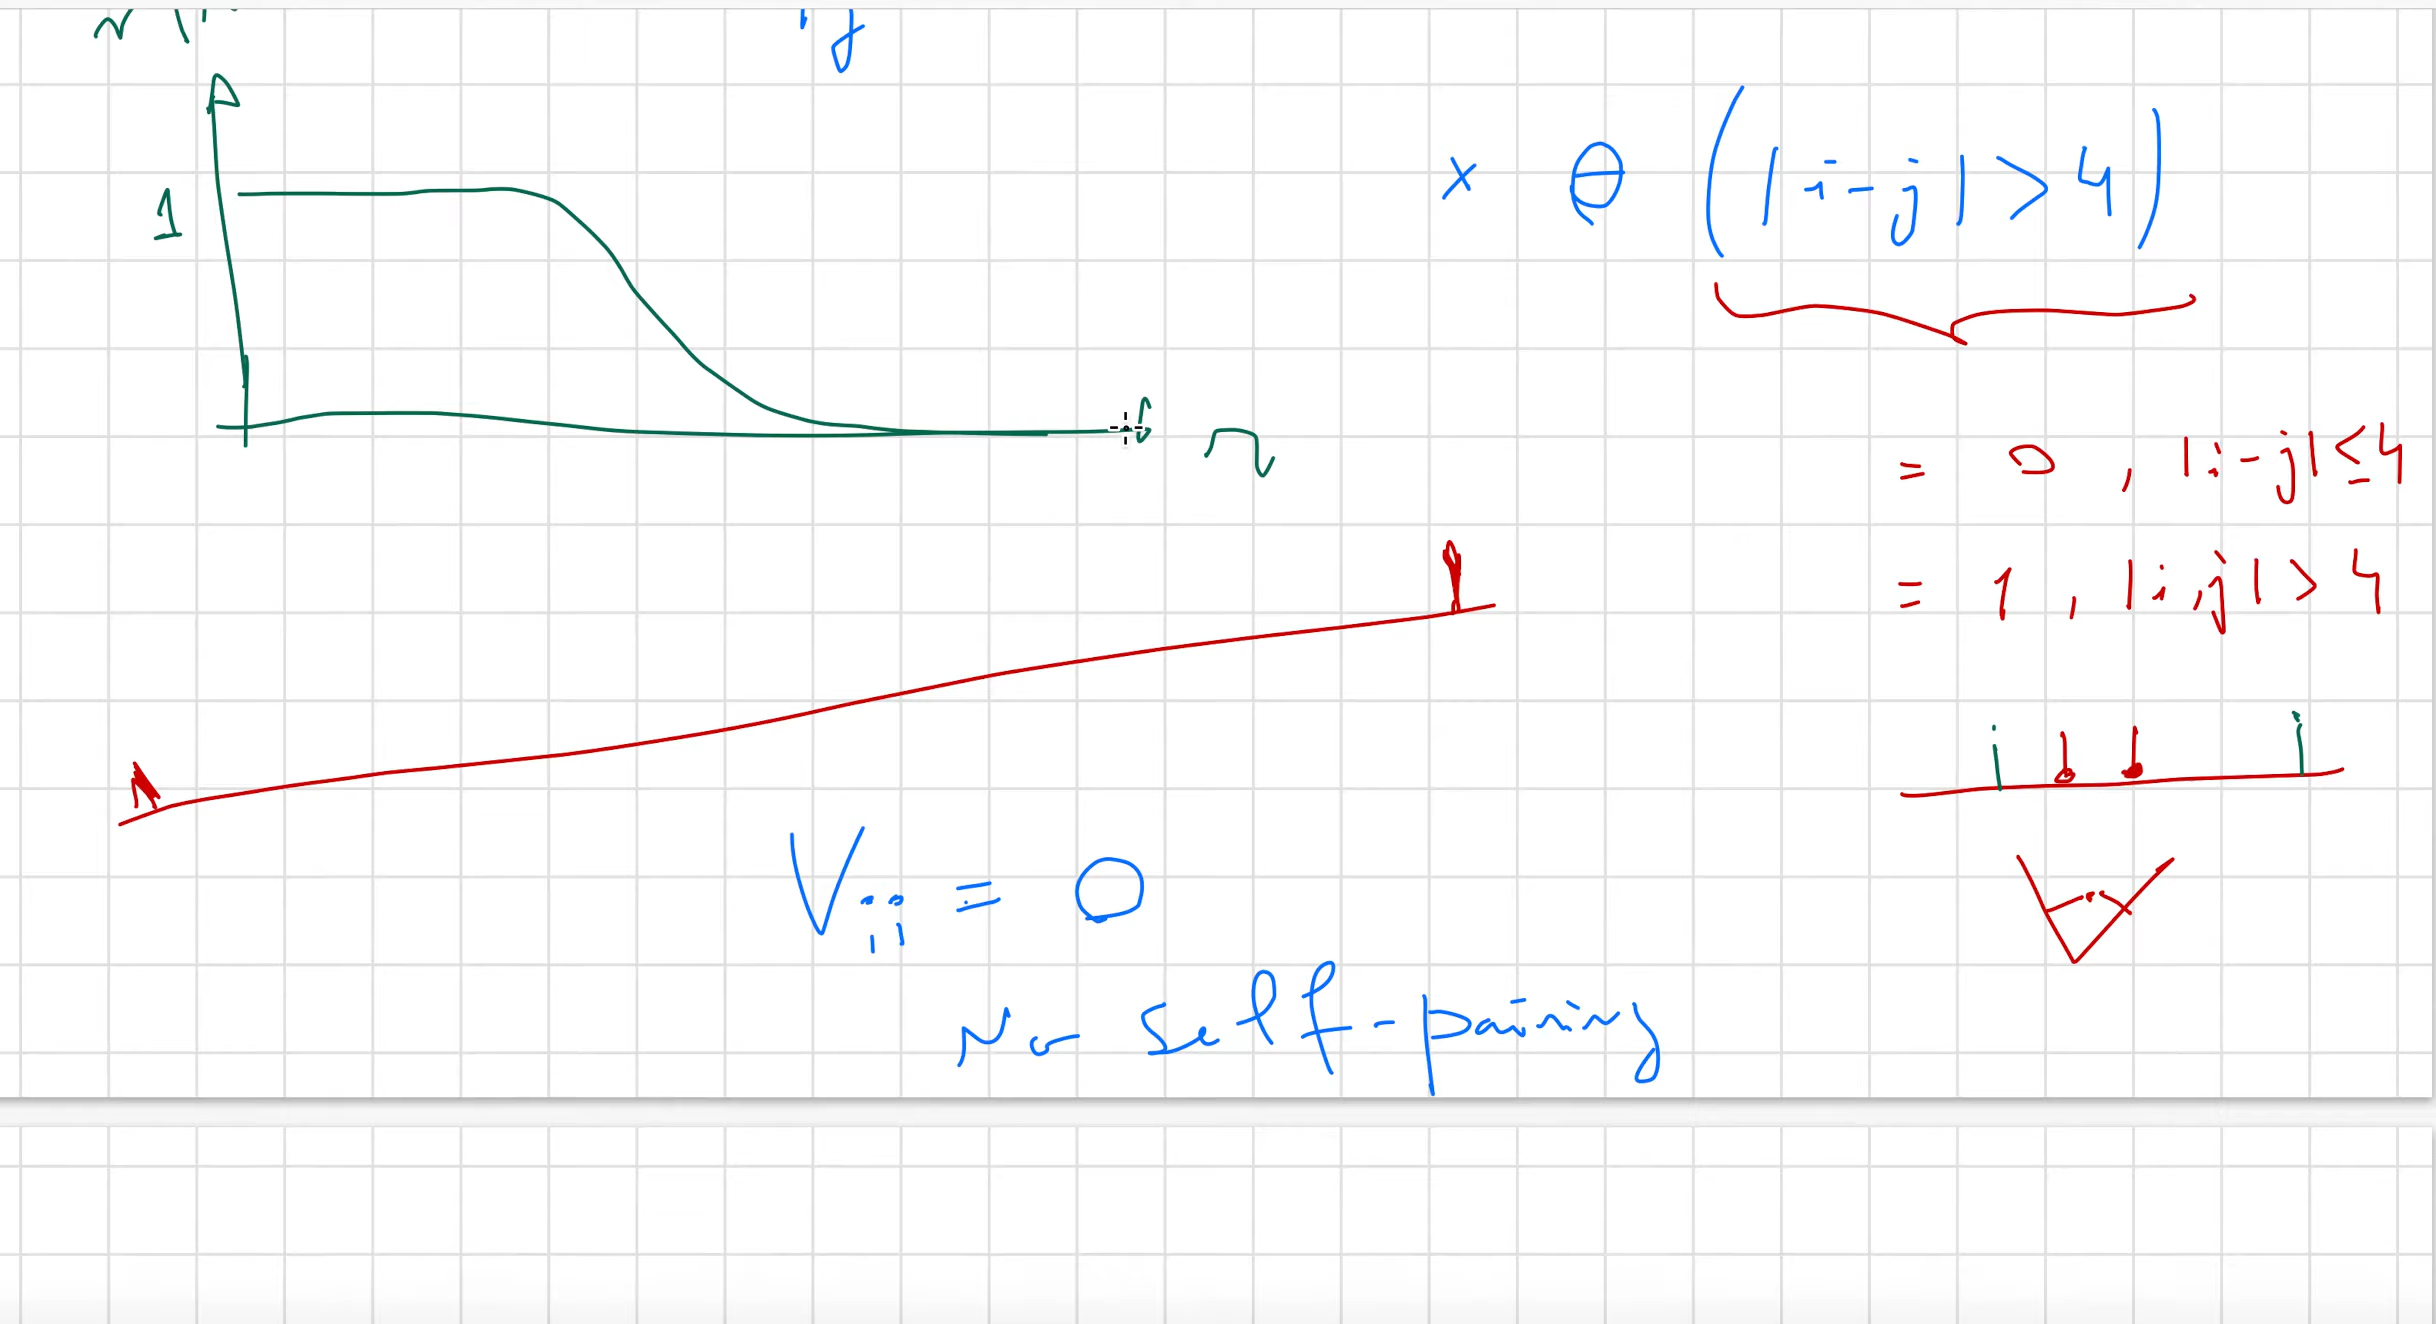 1
× θ ( |i-j| > 4 )
r
= 0 , |i-j| ≤ 4
= 1 , |i,j| > 4
i j
V_ii = 0
No self-pairing